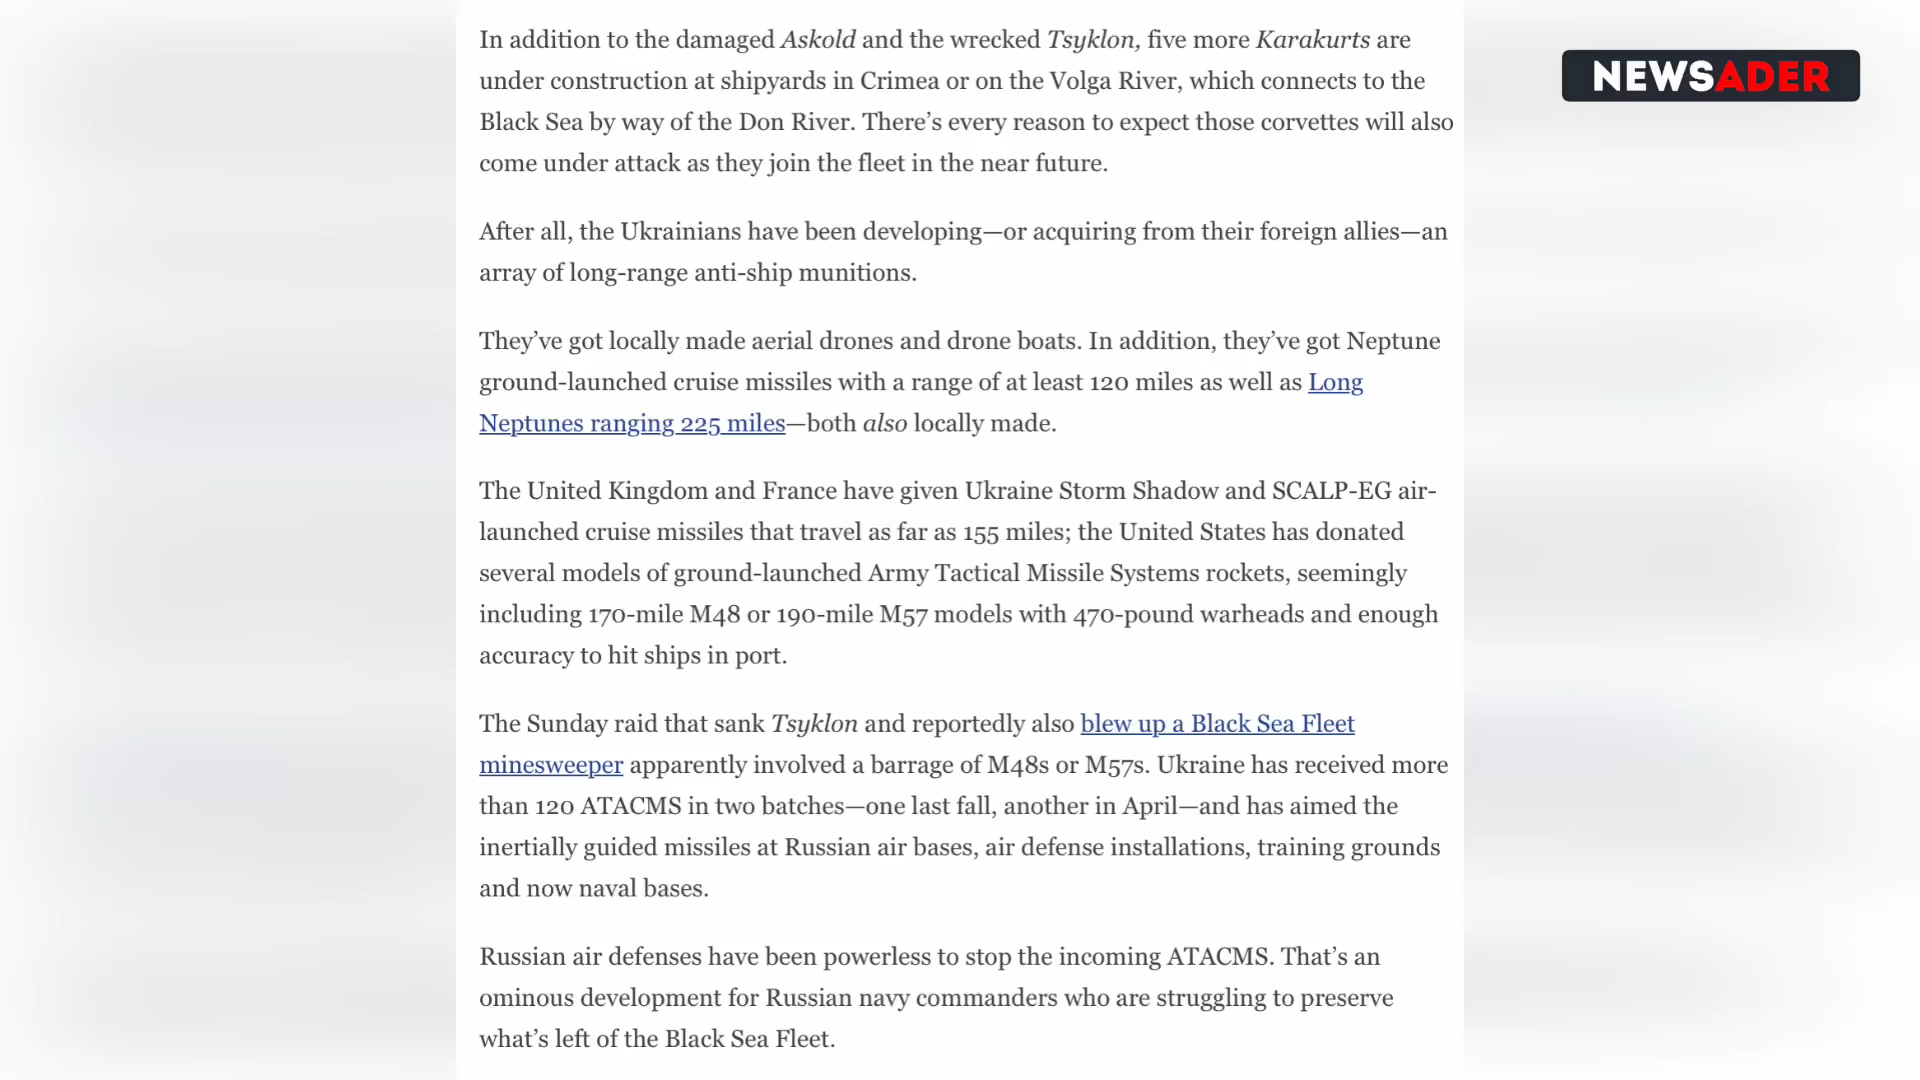 In addition to the damaged Askold and the wrecked Tsyklon, five more Karakurts are
under construction at shipyards in Crimea or on the Volga River, which connects to the
Black Sea by way of the Don River. There’s every reason to expect those corvettes will also
come under attack as they join the fleet in the near future.
NEWSADER
After all, the Ukrainians have been developing—or acquiring from their foreign allies—an
array of long-range anti-ship munitions.
They’ve got locally made aerial drones and drone boats. In addition, they’ve got Neptune
ground-launched cruise missiles with a range of at least 120 miles as well as Long
Neptunes ranging 225 miles—both also locally made.
The United Kingdom and France have given Ukraine Storm Shadow and SCALP-EG air-
launched cruise missiles that travel as far as 155 miles; the United States has donated
several models of ground-launched Army Tactical Missile Systems rockets, seemingly
including 170-mile M48 or 190-mile M57 models with 470-pound warheads and enough
accuracy to hit ships in port.
The Sunday raid that sank Tsyklon and reportedly also blew up a Black Sea Fleet
minesweeper apparently involved a barrage of M48s or M57s. Ukraine has received more
than 120 ATACMS in two batches—one last fall, another in April—and has aimed the
inertially guided missiles at Russian air bases, air defense installations, training grounds
and now naval bases.
Russian air defenses have been powerless to stop the incoming ATACMS. That’s an
ominous development for Russian navy commanders who are struggling to preserve
what’s left of the Black Sea Fleet.